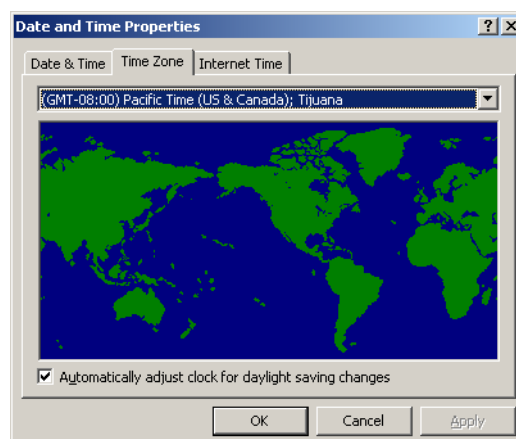 Date and Time Properties
Date & Time Time Zone Internet Time
(GMT-08:00) Pacific Time (US & Canada); Tijuana
Automatically adjust clock for daylight saving changes
OK Cancel Apply